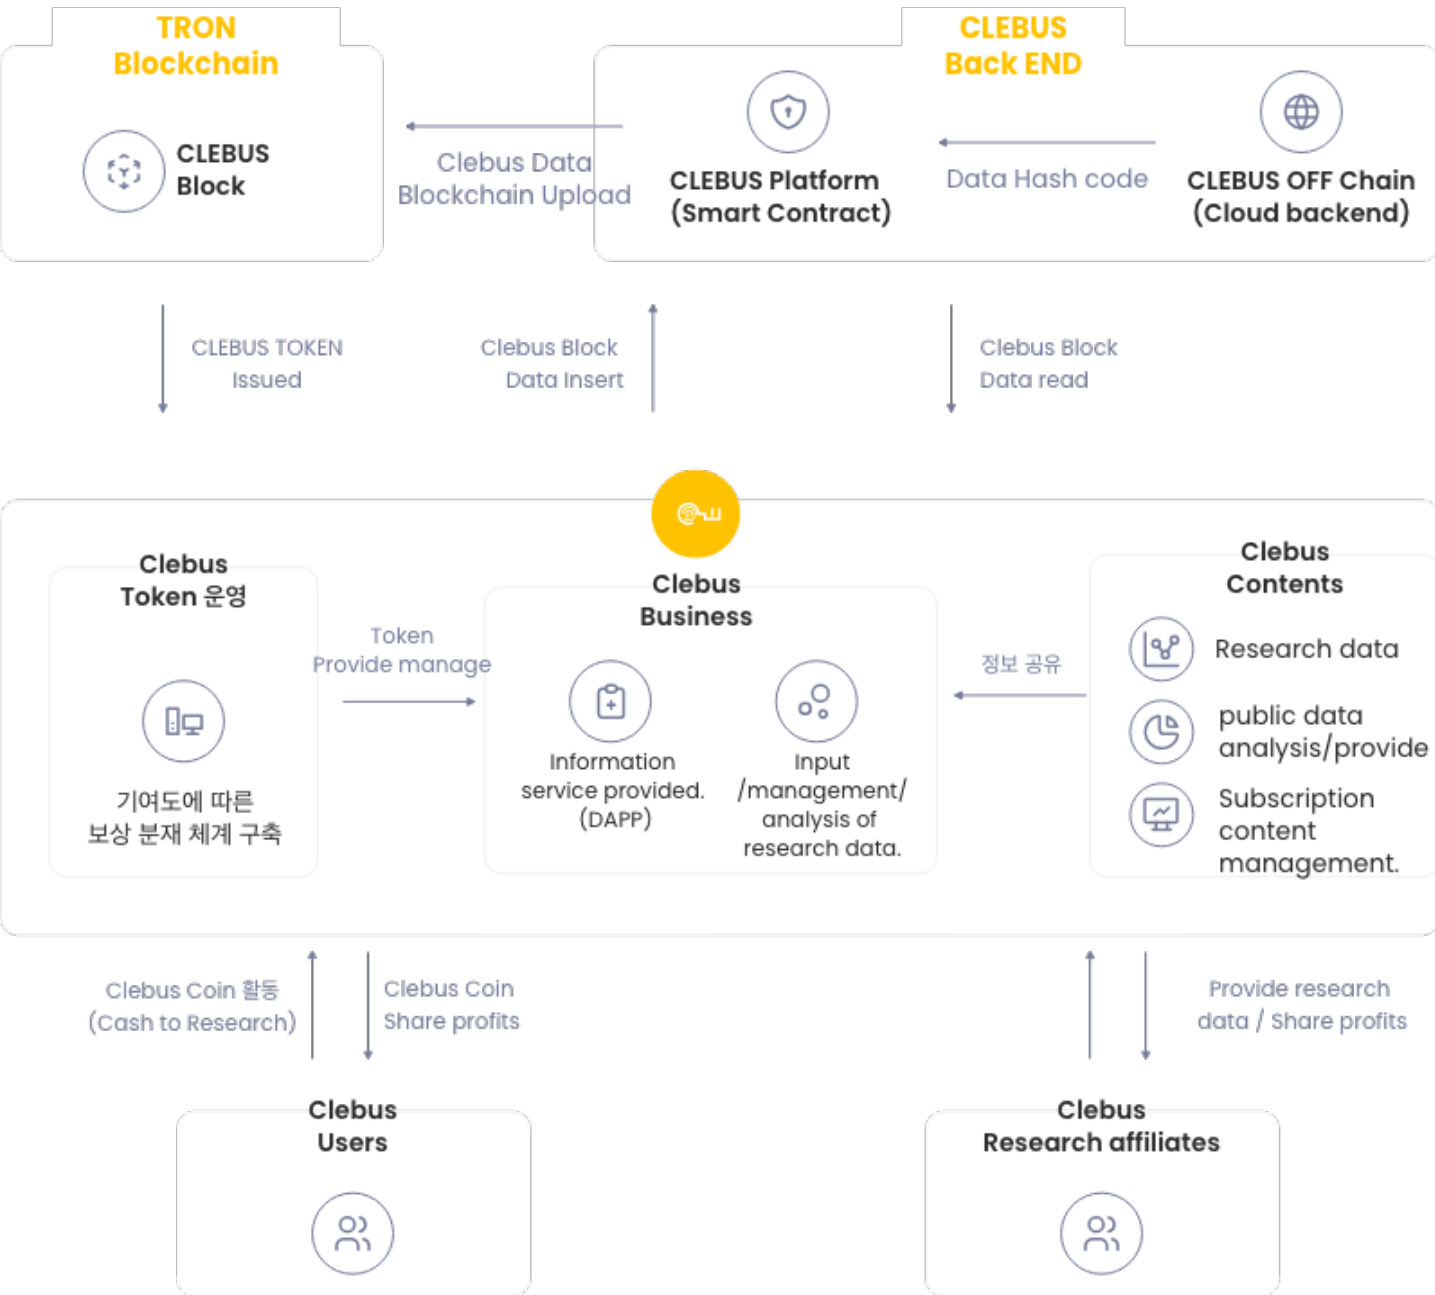 TRON
Blockchain
CLEBUS
Back END
CLEBUS
Block
Clebus Data
Blockchain Upload
CLEBUS Platform
(Smart Contract)
Data Hash code
CLEBUS OFF Chain
(Cloud backend)
CLEBUS TOKEN
Issued
Clebus Block
Data Insert
Clebus Block
Data read
Clebus
Token 운영
기여도에 따른
보상 분재 체계 구축
Token
Provide manage
Clebus
Business
Information
service provided.
(DAPP)
Input
/management/
analysis of
research data.
정보 공유
Clebus
Contents
Research data
public data
analysis/provide
Subscription
content
management.
Clebus Coin 활동
(Cash to Research)
Clebus Coin
Share profits
Provide research
data / Share profits
Clebus
Users
Clebus
Research affiliates